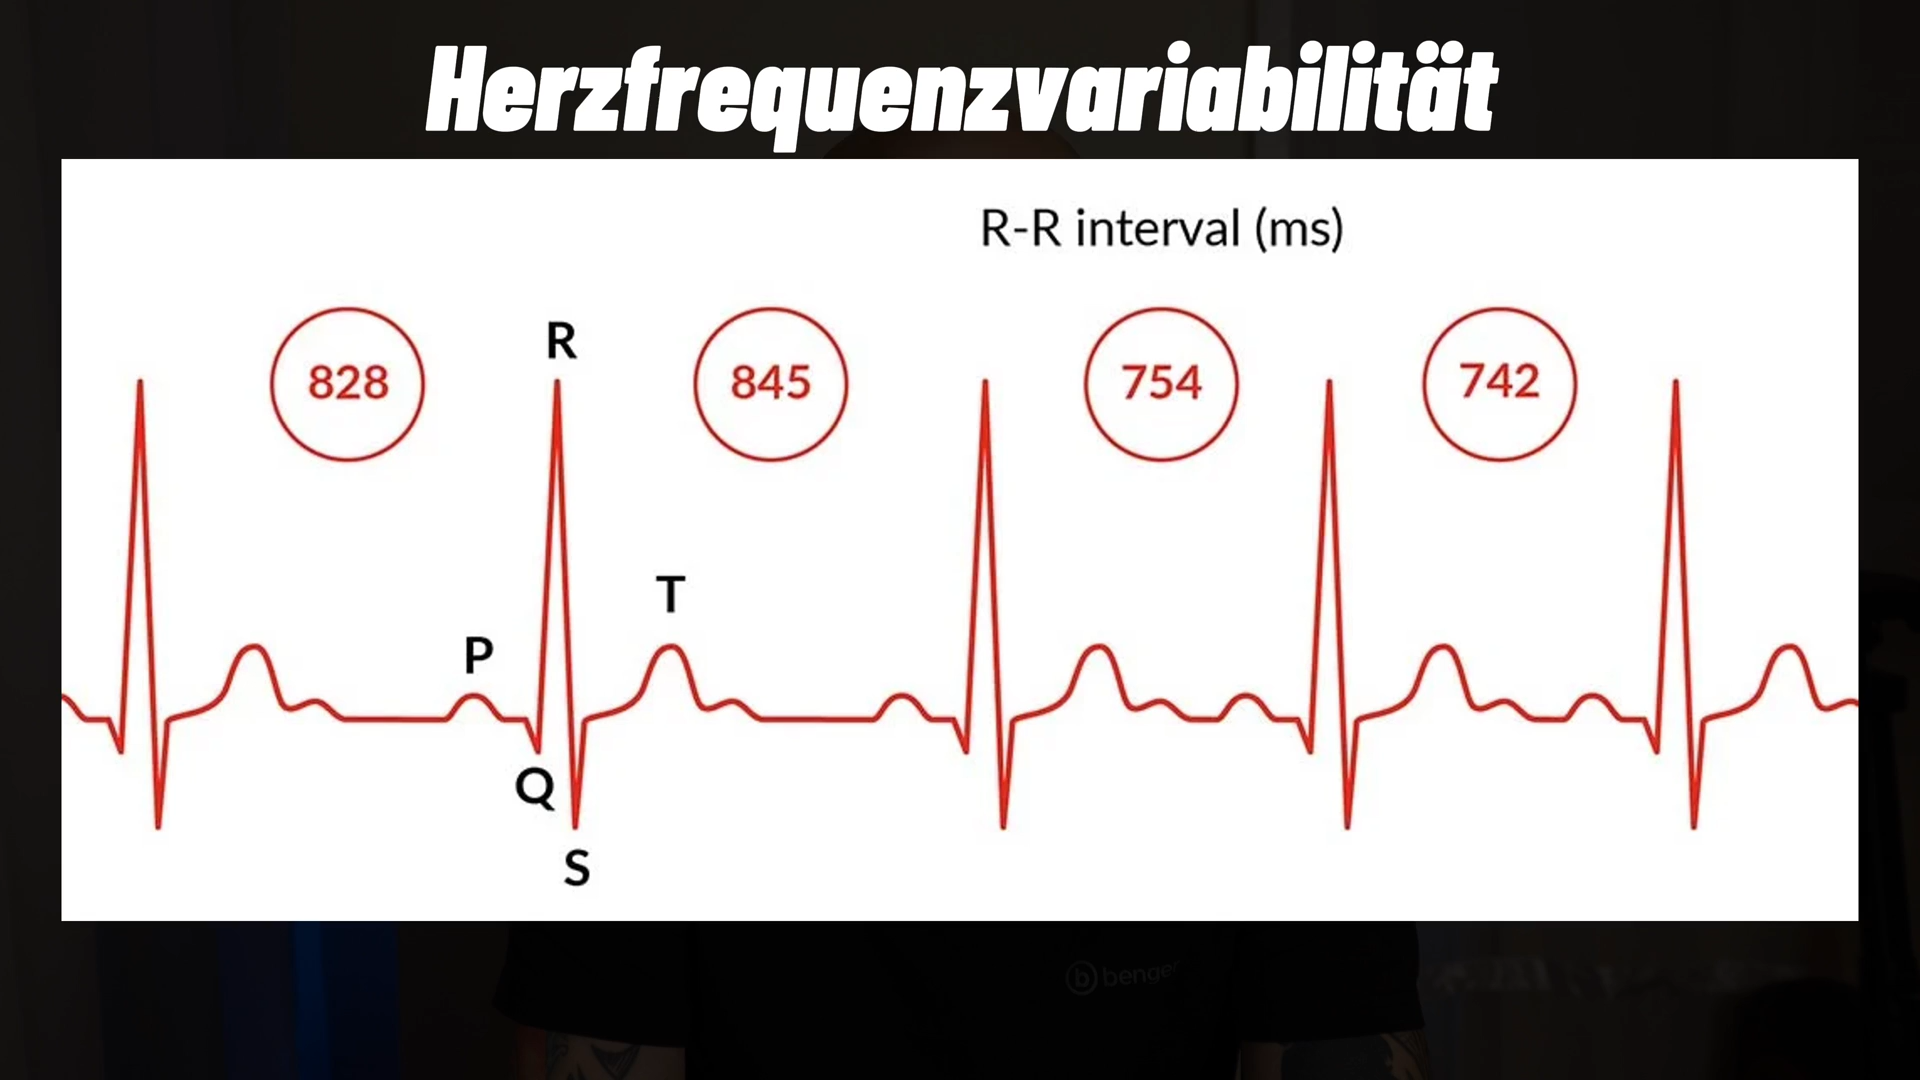 Herzfrequenzvariabilität
R-R interval (ms)
828
R
845
754
742
T
P
Q
S